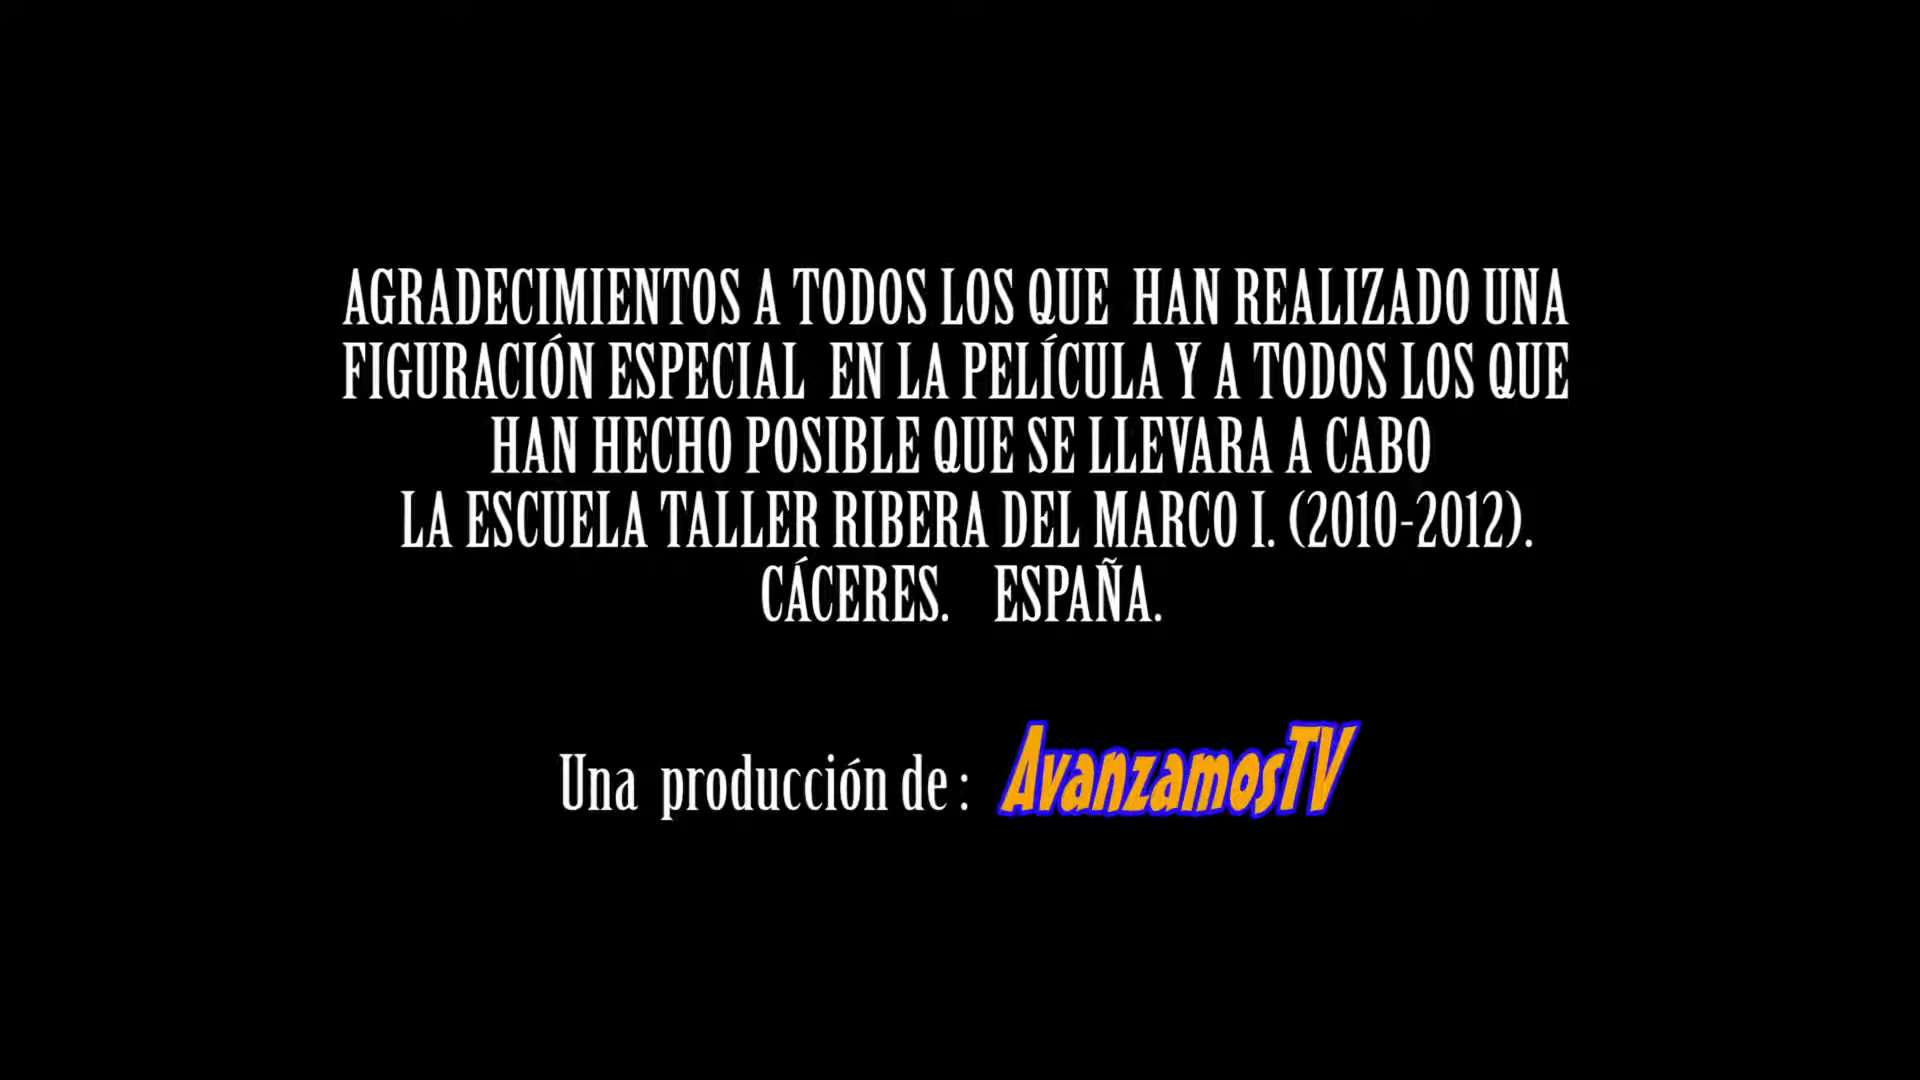 AGRADECIMIENTOS A TODOS LOS QUE HAN REALIZADO UNA
FIGURACIÓN ESPECIAL EN LA PELÍCULA Y A TODOS LOS QUE
HAN HECHO POSIBLE QUE SE LLEVARA A CABO
LA ESCUELA TALLER RIBERA DEL MARCO I. (2010-2012).
CÁCERES. ESPAÑA.
Una producción de : AvanzamosTV